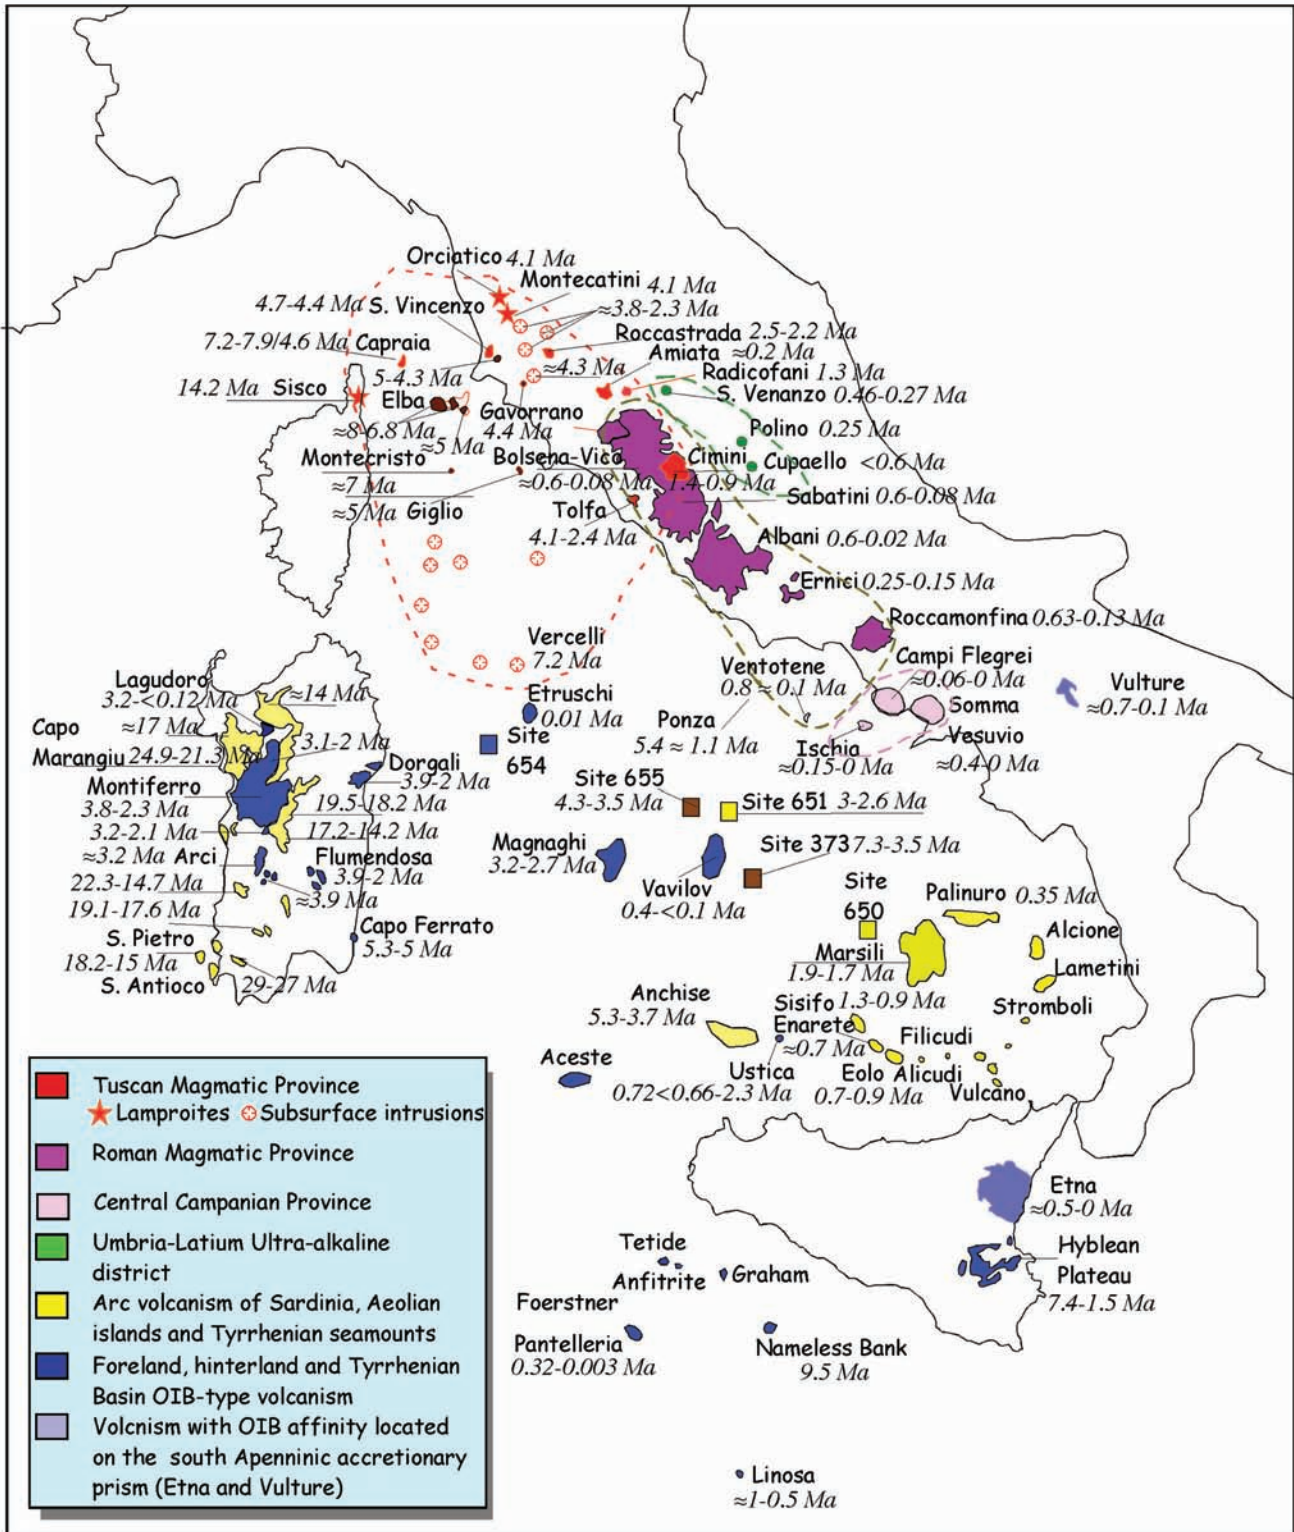 Orciatico 4.1 Ma
Montecatini 4.1 Ma
4.7-4.4 Ma S. Vincenzo
≈3.8-2.3 Ma
7.2-7.9/4.6 Ma Capraia
Roccastrada 2.5-2.2 Ma
Amiata ≈0.2 Ma
≈4.3 Ma
Radicofani 1.3 Ma
14.2 Ma Sisco
5-4.3 Ma
S. Venanzo 0.46-0.27 Ma
Elba
Gavorrano
4.4 Ma
≈8-6.8 Ma
≈5 Ma
Polino 0.25 Ma
Montecristo
≈7 Ma
Bolsena-Vico
≈0.6-0.08 Ma
Cimini
1.4-0.9 Ma
Cupaello <0.6 Ma
≈5 Ma Giglio
Tolfa
4.1-2.4 Ma
Sabatini 0.6-0.08 Ma
Albani 0.6-0.02 Ma
Ernici 0.25-0.15 Ma
Roccamonfina 0.63-0.13 Ma
Vercelli
7.2 Ma
Ventotene
0.8 ≈ 0.1 Ma
Campi Flegrei
≈0.06-0 Ma
Vulture
≈0.7-0.1 Ma
Lagudoro
3.2-<0.12 Ma
≈14 Ma
Etruschi
0.01 Ma
Ponza
5.4 ≈ 1.1 Ma
Somma
Vesuvio
≈0.4-0 Ma
Ischia
≈0.15-0 Ma
≈17 Ma
Capo
Marangiu 24.9-21.3 Ma
3.1-2 Ma
Site
654
Dorgali
3.9-2 Ma
Montiferro
3.8-2.3 Ma
19.5-18.2 Ma
Site 655
4.3-3.5 Ma
Site 651 3-2.6 Ma
3.2-2.1 Ma
17.2-14.2 Ma
Magnaghi
3.2-2.7 Ma
Site 373 7.3-3.5 Ma
≈3.2 Ma Arci
Flumendosa
3.9-2 Ma
22.3-14.7 Ma
≈3.9 Ma
Vavilov
0.4-<0.1 Ma
Site
650
Palinuro 0.35 Ma
19.1-17.6 Ma
Capo Ferrato
5.3-5 Ma
Alcione
S. Pietro
18.2-15 Ma
Marsili
1.9-1.7 Ma
Lametini
S. Antioco
29-27 Ma
Anchise
5.3-3.7 Ma
Sisifo 1.3-0.9 Ma
Stromboli
Enarete
≈0.7 Ma
Filicudi
Aceste
Ustica
0.72<0.66-2.3 Ma
Eolo Alicudi
0.7-0.9 Ma
Vulcano
Etna
≈0.5-0 Ma
Tetide
Anfitrite
Graham
Hyblean
Plateau
7.4-1.5 Ma
Foerstner
Pantelleria
0.32-0.003 Ma
Nameless Bank
9.5 Ma
Linosa
≈1-0.5 Ma
Tuscan Magmatic Province
Lamproites Subsurface intrusions
Roman Magmatic Province
Central Campanian Province
Umbria-Latium Ultra-alkaline
district
Arc volcanism of Sardinia, Aeolian
islands and Tyrrhenian seamounts
Foreland, hinterland and Tyrrhenian
Basin OIB-type volcanism
Volcnism with OIB affinity located
on the south Apenninic accretionary
prism (Etna and Vulture)